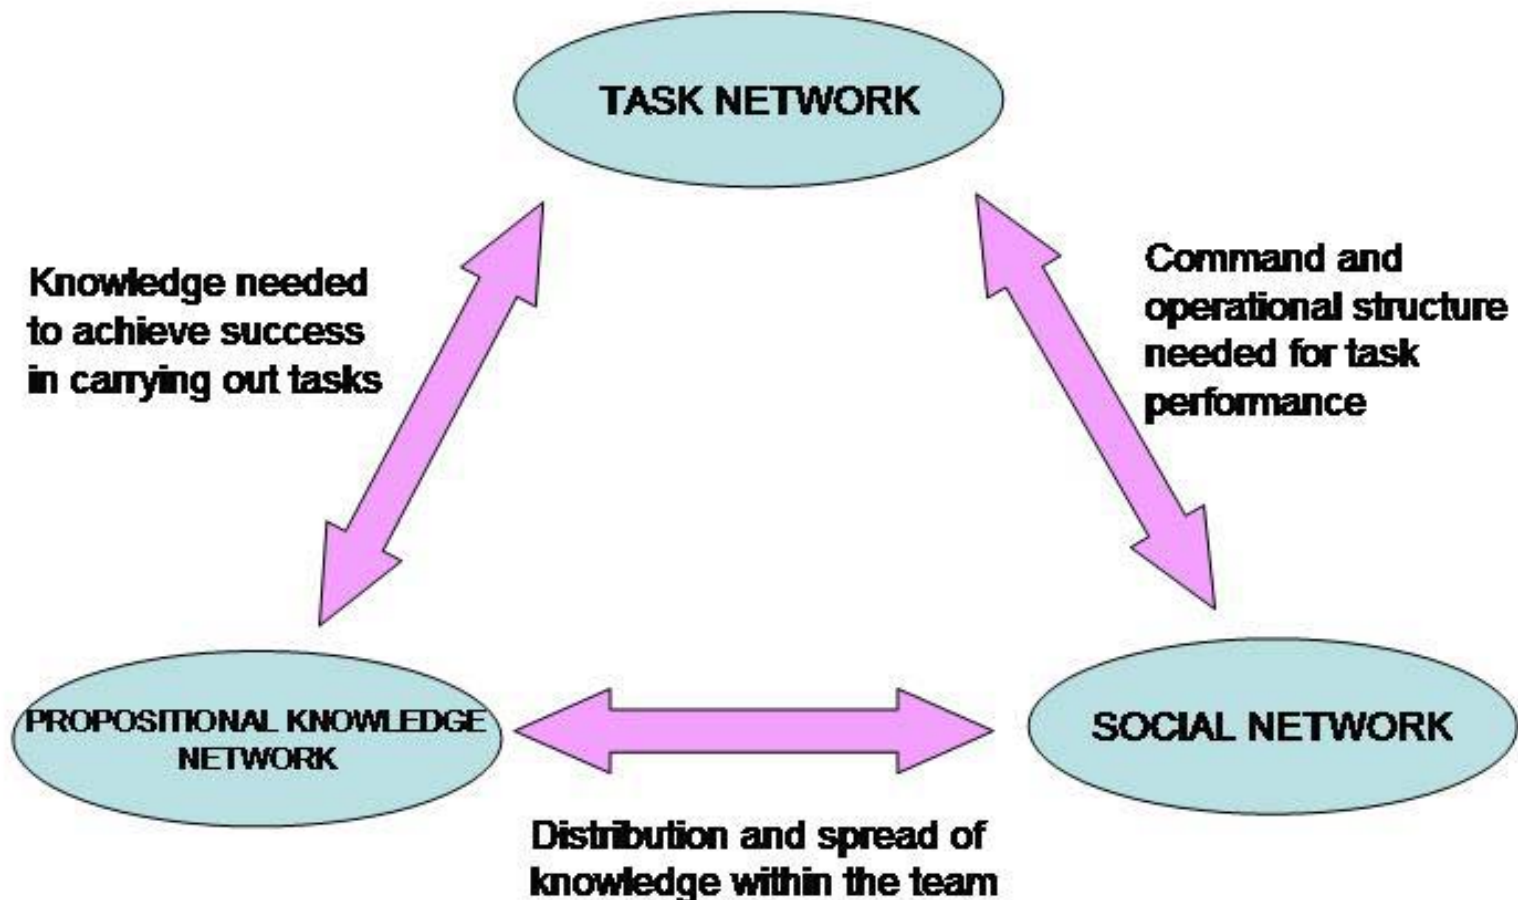 TASK NETWORK
Knowledge needed
to achieve success
in carrying out tasks
Command and
operational structure
needed for task
performance
PROPOSITIONAL KNOWLEDGE
NETWORK
SOCIAL NETWORK
Distribution and spread of
knowledge within the team